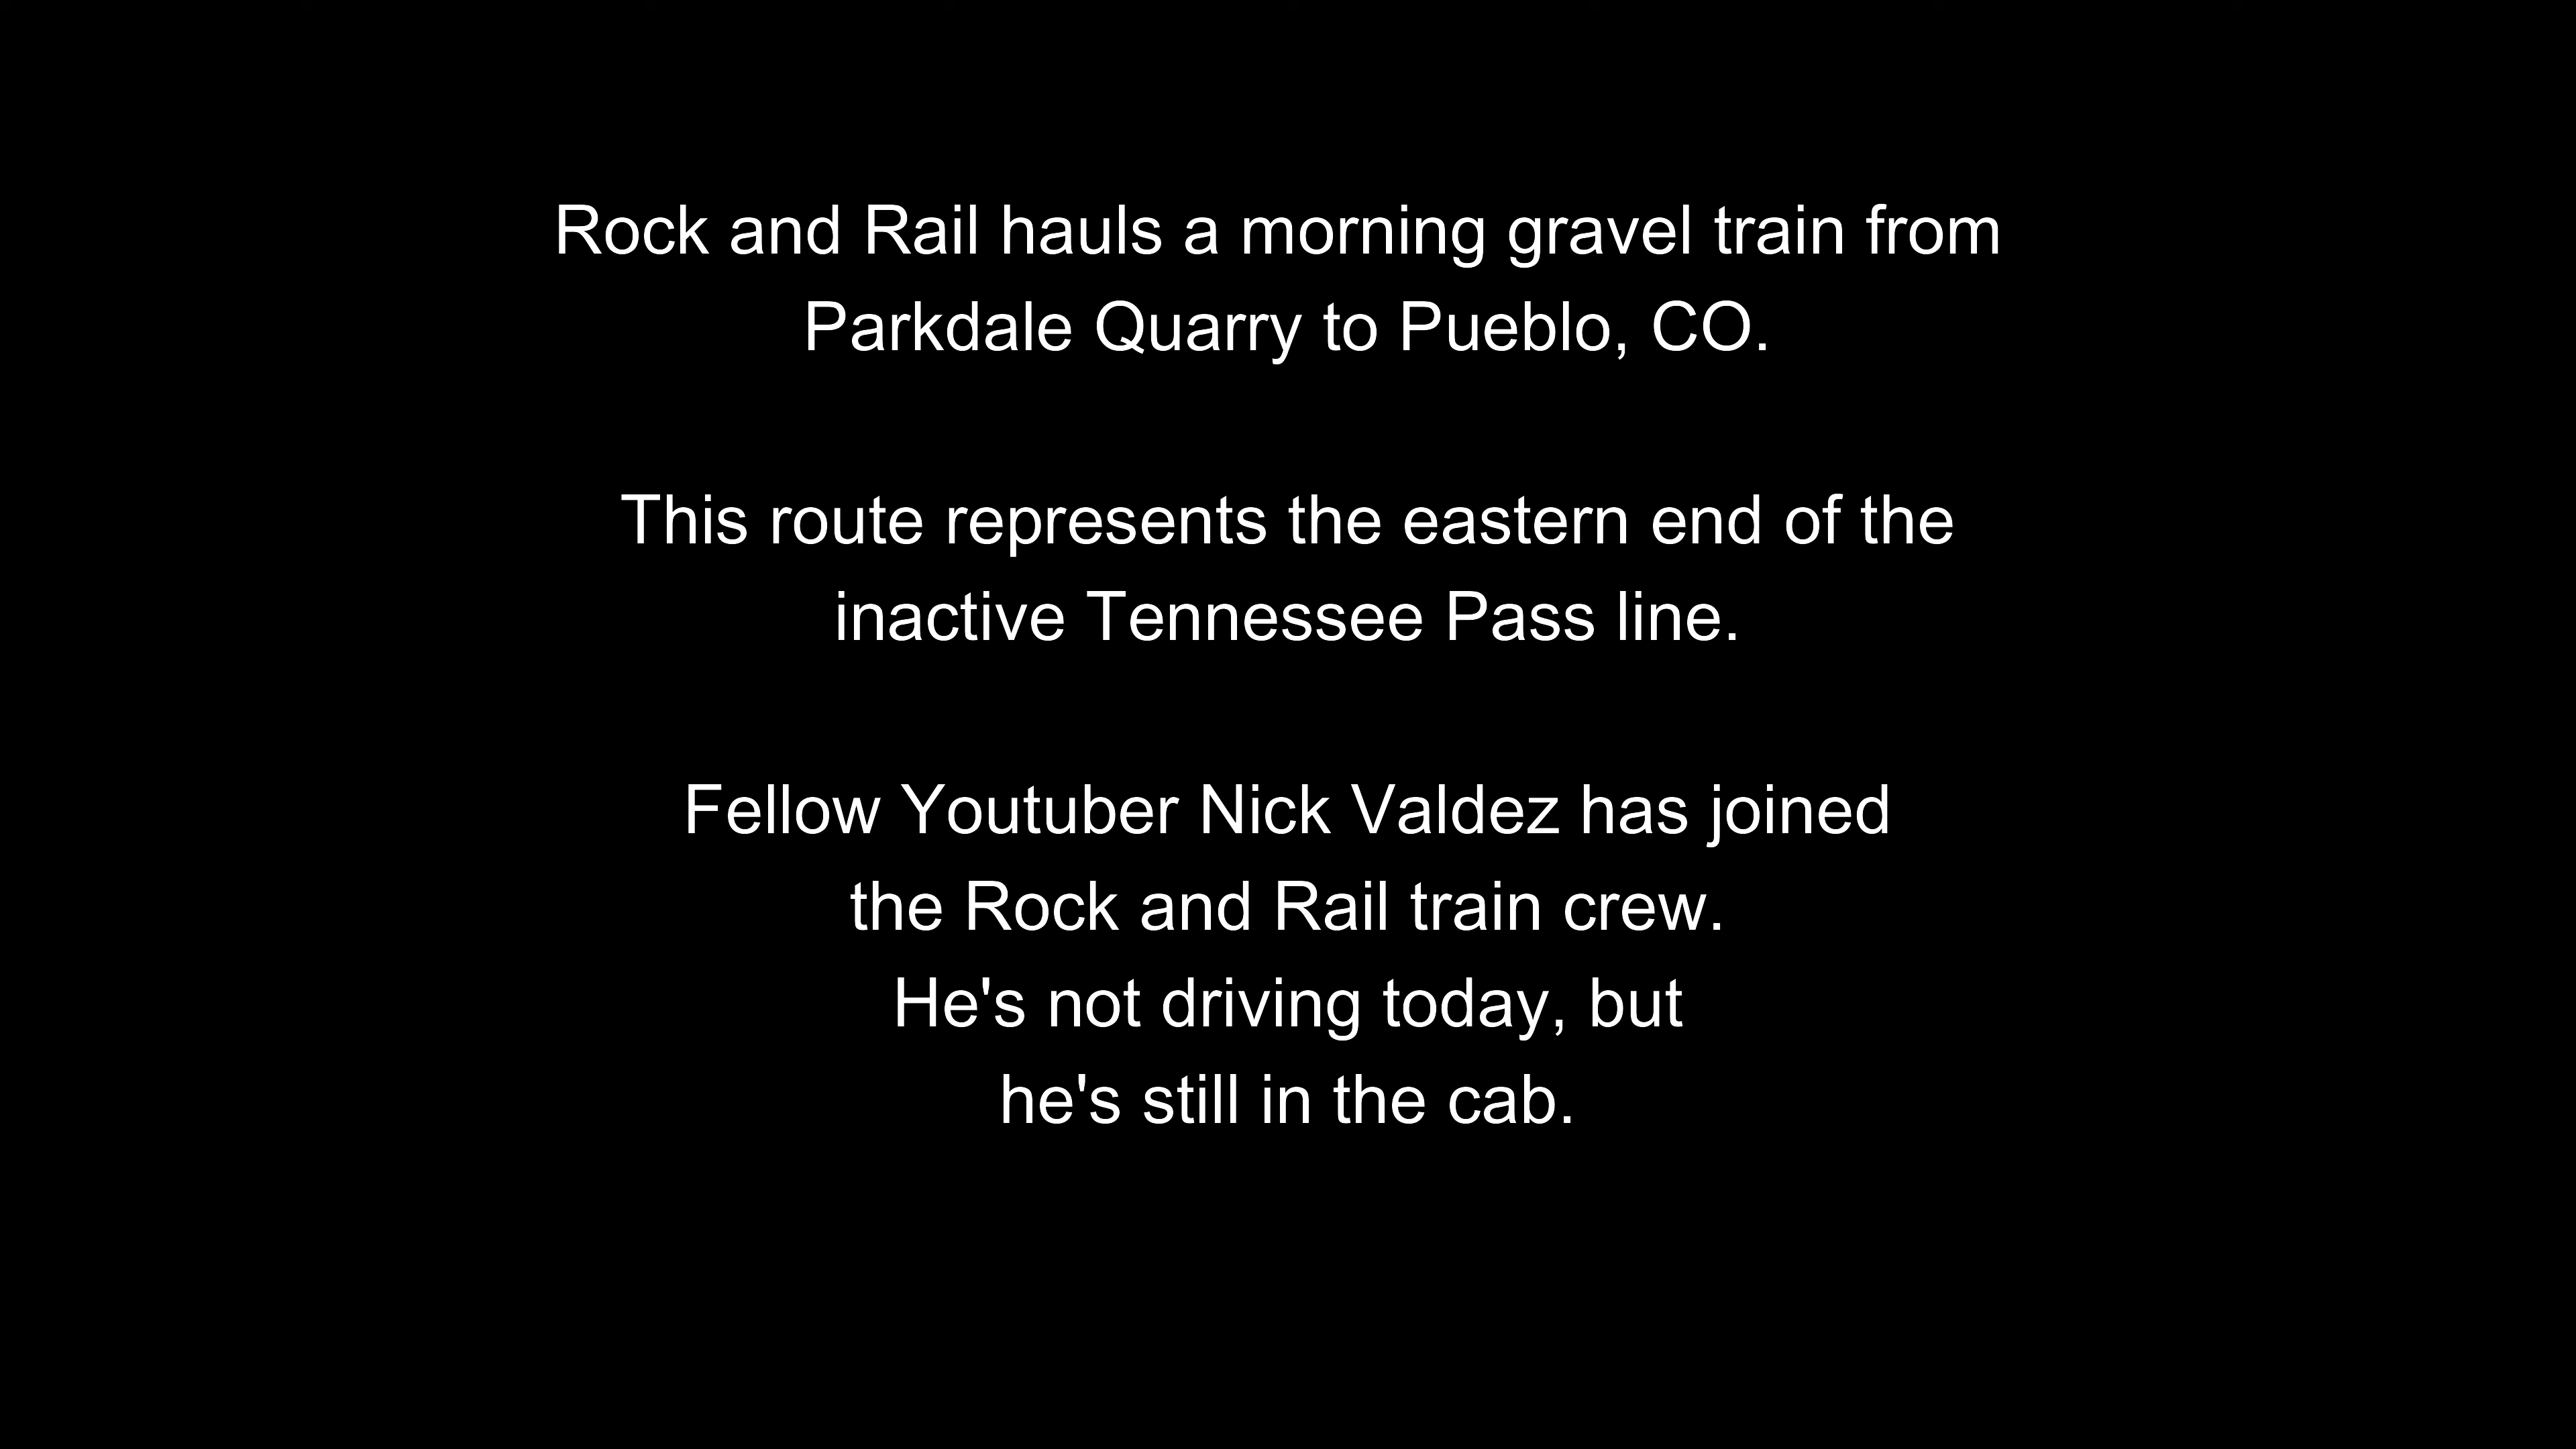 Rock and Rail hauls a morning gravel train from
Parkdale Quarry to Pueblo, CO.
This route represents the eastern end of the
inactive Tennessee Pass line.
Fellow Youtuber Nick Valdez has joined
the Rock and Rail train crew.
He's not driving today, but
he's still in the cab.